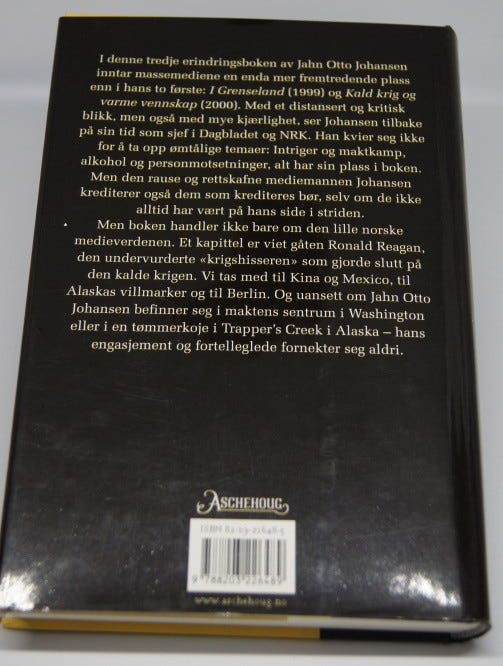 I denne tredje erindringsboken av Jahn Otto Johansen
inntar massemediene en enda mer fremtredende plass
enn i hans to første: I Grenseland (1999) og Kald krig og
varme vennskap (2000). Med et distansert og kritisk
blikk, men også med mye kjærlighet, ser Johansen tilbake
på sin tid som sjef i Dagbladet og NRK. Han kvier seg ikke
for å ta opp ømtålige temaer: Intriger og maktkamp,
alkohol og personmotsetninger, alt har sin plass i boken.
Men den rause og rettskafne mediemannen Johansen
krediterer også dem som krediteres bør, selv om de ikke
alltid har vært på hans side i striden.
Men boken handler ikke bare om den lille norske
medieverdenen. Et kapittel er viet gåten Ronald Reagan,
den undervurderte «krigshisseren» som gjorde slutt på
den kalde krigen. Vi tas med til Kina og Mexico, til
Alaskas villmarker og til Berlin. Og uansett om Jahn Otto
Johansen befinner seg i maktens sentrum i Washington
eller i en tømmerkoje i Trapper's Creek i Alaska – hans
engasjement og fortelleglede fornekter seg aldri.
ASCHEHOUG
ISBN 82-03-22648-5
9 788203 226489
www.aschehoug.no